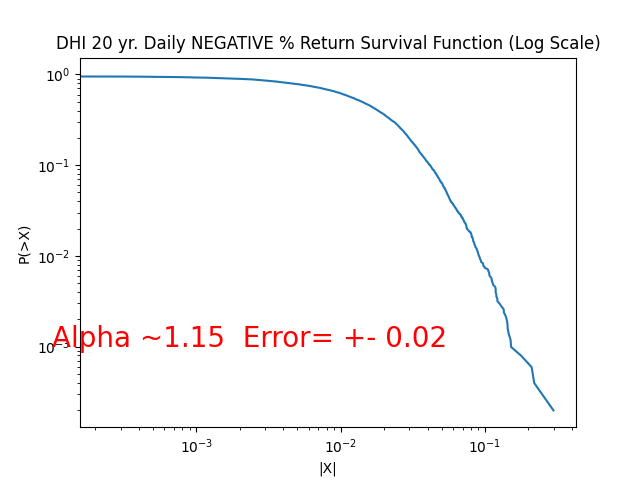 DHI 20 yr. Daily NEGATIVE % Return Survival Function (Log Scale)
10⁰
10⁻¹
10⁻²
10⁻³
P(>X)
Alpha ~1.15  Error= +- 0.02
10⁻³ 10⁻² 10⁻¹
|X|